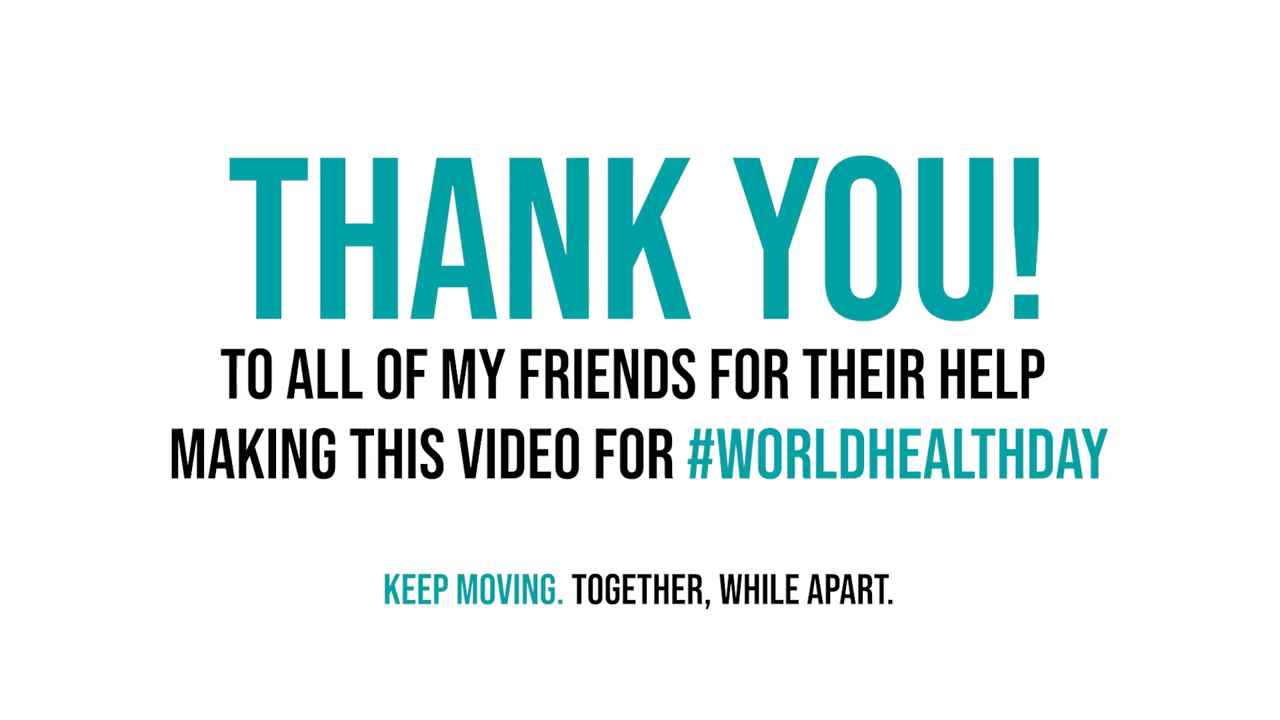 THANK YOU!
TO ALL OF MY FRIENDS FOR THEIR HELP
MAKING THIS VIDEO FOR #WORLDHEALTHDAY
KEEP MOVING. TOGETHER, WHILE APART.